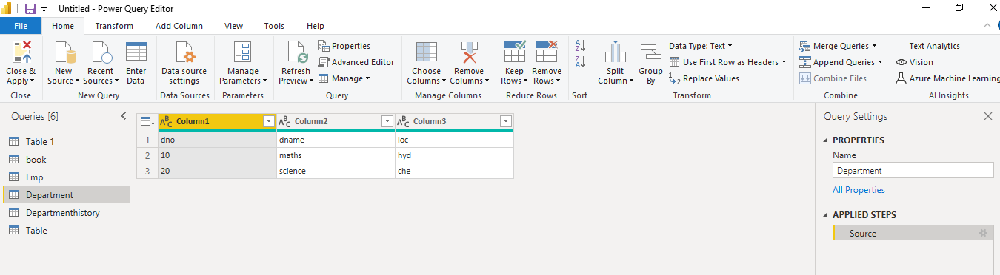 Untitled - Power Query Editor
File Home Transform Add Column View Tools Help
Close & Apply
New Source
Recent Sources
Enter Data
Data source settings
Manage Parameters
Refresh Preview
Properties
Advanced Editor
Manage
Choose Columns
Remove Columns
Keep Rows
Remove Rows
Split Column
Group By
Data Type: Text
Use First Row as Headers
Replace Values
Merge Queries
Append Queries
Combine Files
Text Analytics
Vision
Azure Machine Learning
Close New Query Data Sources Parameters Query Manage Columns Reduce Rows Sort Transform Combine AI Insights
Queries [6]
Table 1
book
Emp
Department
Departmenthistory
Table
Column1 Column2 Column3
1 dno dname loc
2 10 maths hyd
3 20 science che
Query Settings
PROPERTIES
Name
Department
All Properties
APPLIED STEPS
Source